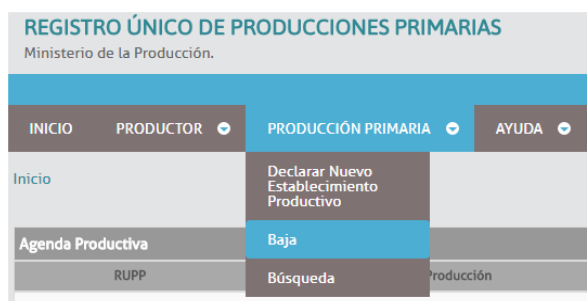 REGISTRO ÚNICO DE PRODUCCIONES PRIMARIAS
Ministerio de la Producción.
INICIO PRODUCTOR PRODUCCIÓN PRIMARIA AYUDA
Inicio
Declarar Nuevo
Establecimiento
Productivo
Agenda Productiva
Baja
RUPP
Búsqueda
Producción